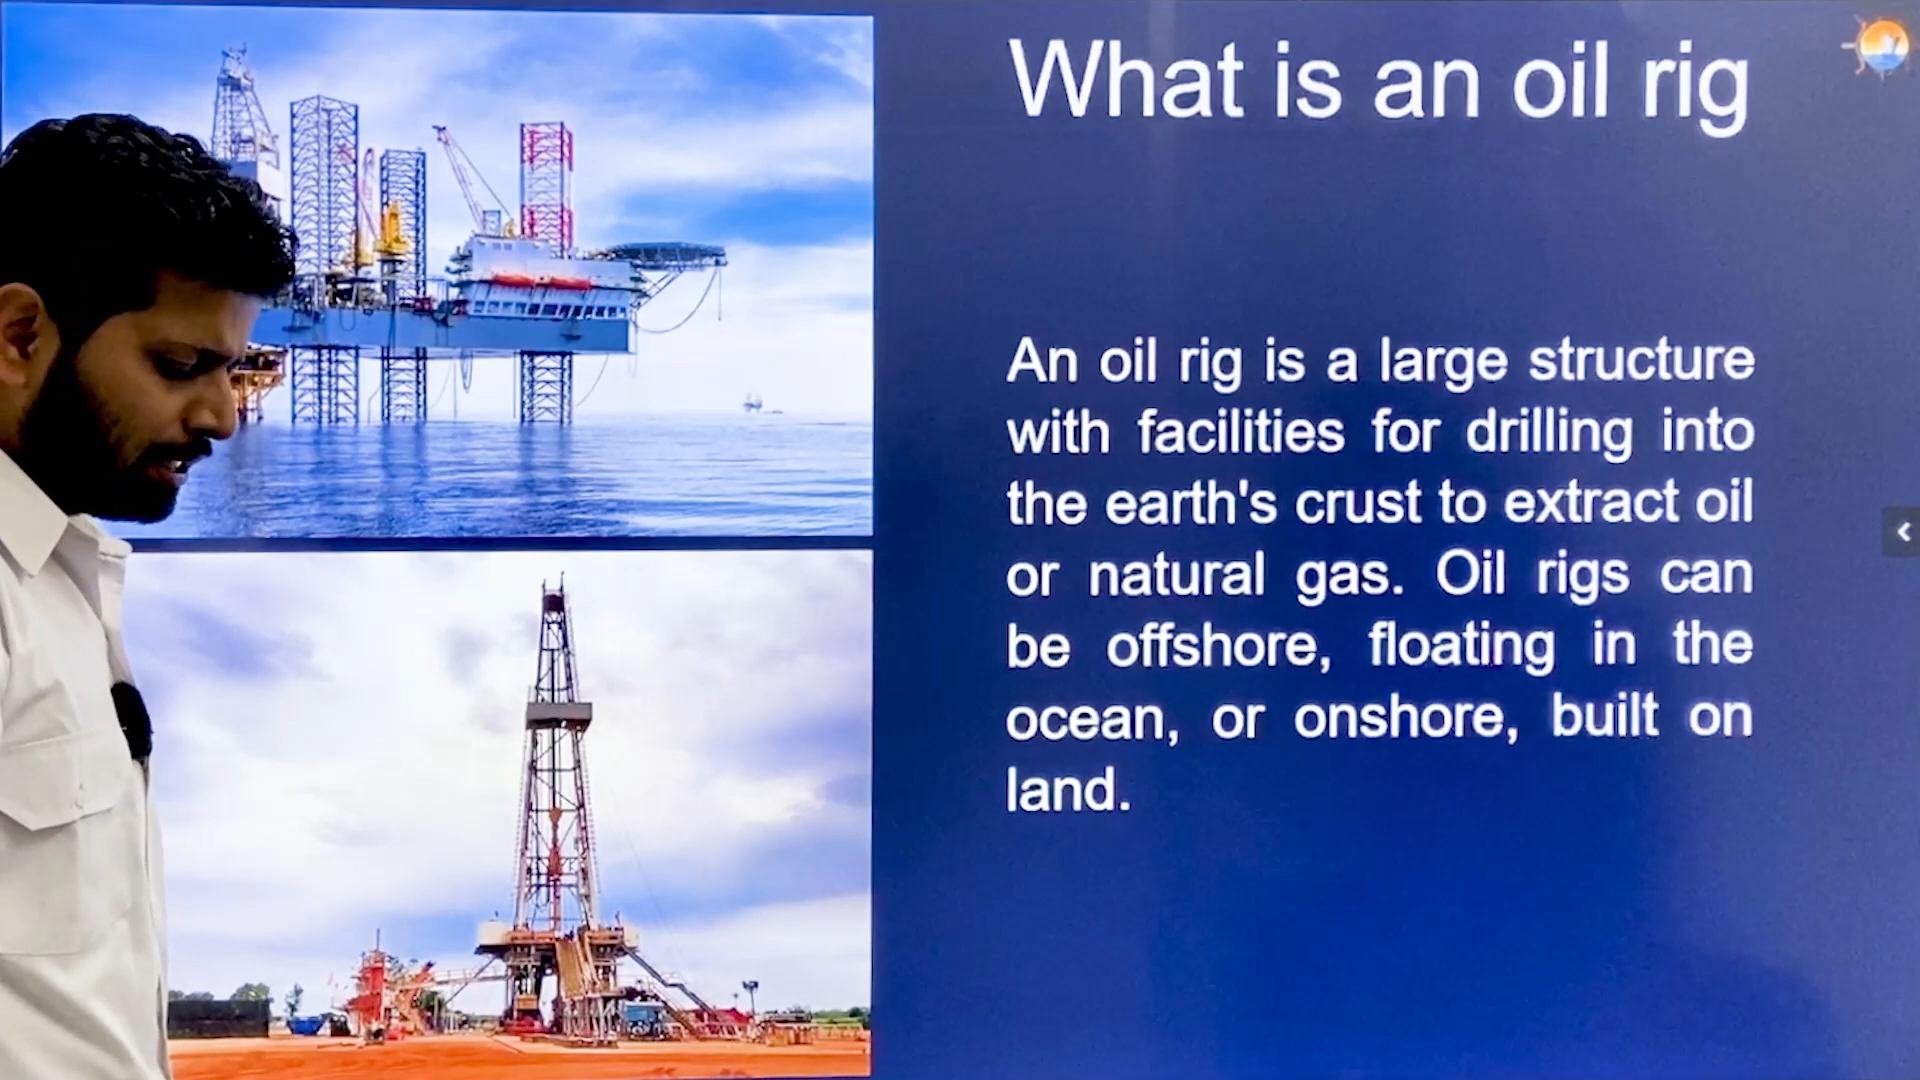 What is an oil rig
An oil rig is a large structure
with facilities for drilling into
the earth's crust to extract oil
or natural gas. Oil rigs can
be offshore, floating in the
ocean, or onshore, built on
land.